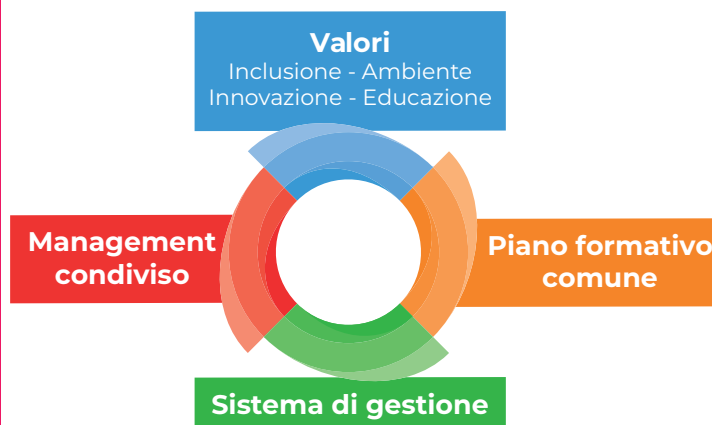 Valori
Inclusione - Ambiente
Innovazione - Educazione
Management
condiviso
Piano formativo
comune
Sistema di gestione